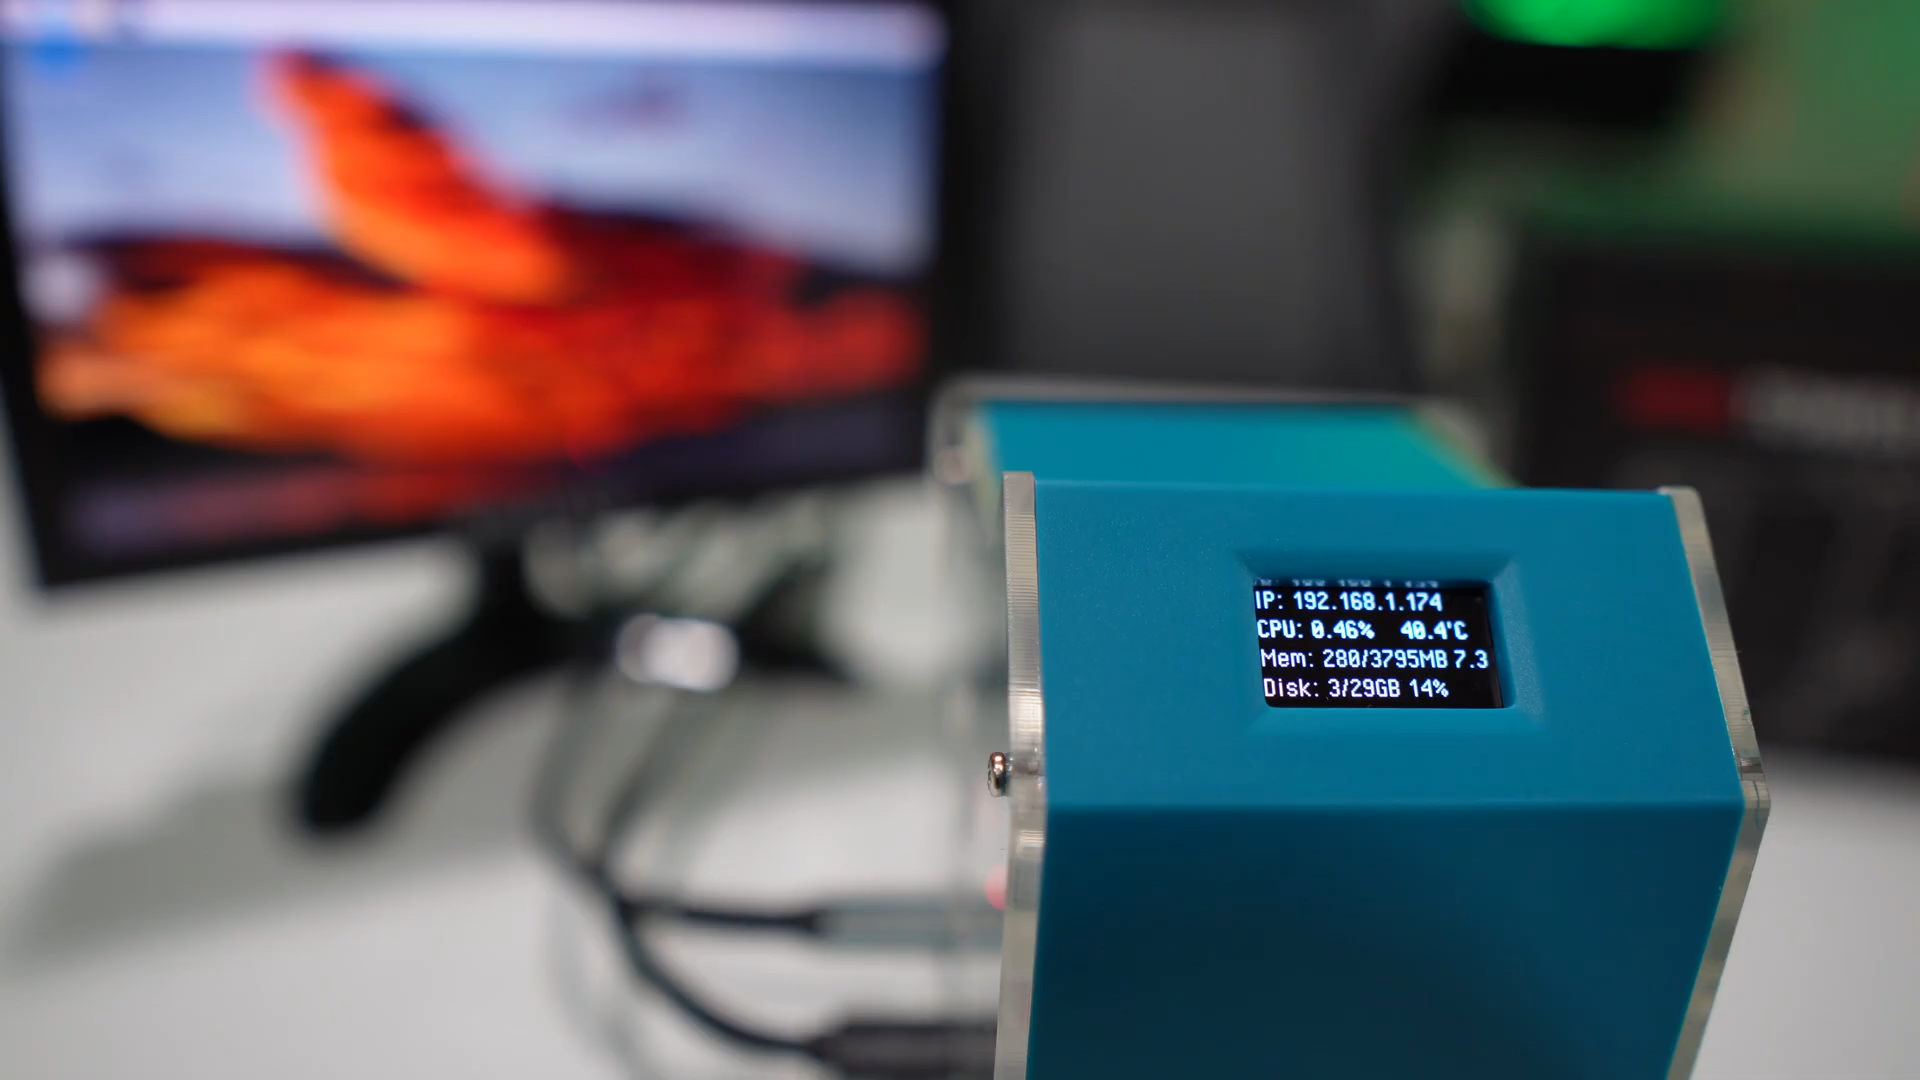 IP: 192.168.1.174
CPU: 0.46% 40.4'C
Mem: 280/3795MB 7.3
Disk: 3/29GB 14%